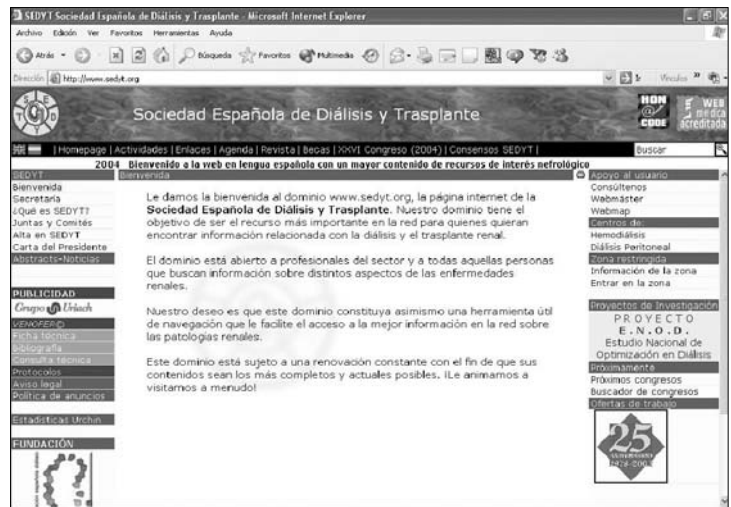 SEDYT Sociedad Española de Diálisis y Trasplante - Microsoft Internet Explorer
Archivo Edición Ver Favoritos Herramientas Ayuda
Atrás Búsqueda Favoritos Multimedia
Dirección http://www.sedyt.org Ir Vínculos »
SETYD
Sociedad Española de Diálisis y Trasplante
HON
@
CODE
WEB
médica
acreditada
| Homepage | Actividades | Enlaces | Agenda | Revista | Becas | XXVI Congreso (2004) | Consensos SEDYT |
Buscar
2004 Bienvenido a la web en lengua española con un mayor contenido de recursos de interés nefrológico
SEDYT
Bienvenida
Secretaría
¿Qué es SEDYT?
Juntas y Comités
Alta en SEDYT
Carta del Presidente
Abstracts-Noticias
PUBLICIDAD
Grupo Uriach
VENOFER©
Ficha técnica
Bibliografía
Consulta técnica
Protocolos
Aviso legal
Política de anuncios
Estadísticas Urchin
FUNDACIÓN
Bienvenida
Le damos la bienvenida al dominio www.sedyt.org, la página internet de la
Sociedad Española de Diálisis y Trasplante. Nuestro dominio tiene el
objetivo de ser el recurso más importante en la red para quienes quieran
encontrar información relacionada con la diálisis y el trasplante renal.
El dominio está abierto a profesionales del sector y a todas aquellas personas
que buscan información sobre distintos aspectos de las enfermedades
renales.
Nuestro deseo es que este dominio constituya asimismo una herramienta útil
de navegación que le facilite el acceso a la mejor información en la red sobre
las patologías renales.
Este dominio está sujeto a una renovación constante con el fin de que sus
contenidos sean los más completos y actuales posibles. ¡Le animamos a
visitarnos a menudo!
Apoyo al usuario
Consúltenos
Webmáster
Webmap
Centros de:
Hemodiálisis
Diálisis Peritoneal
Zona restringida
Información de la zona
Entrar en la zona
Proyectos de Investigación
PROYECTO
E.N.O.D.
Estudio Nacional de
Optimización en Diálisis
Próximamente
Próximos congresos
Buscador de congresos
Ofertas de trabajo
25
ANIVERSARIO